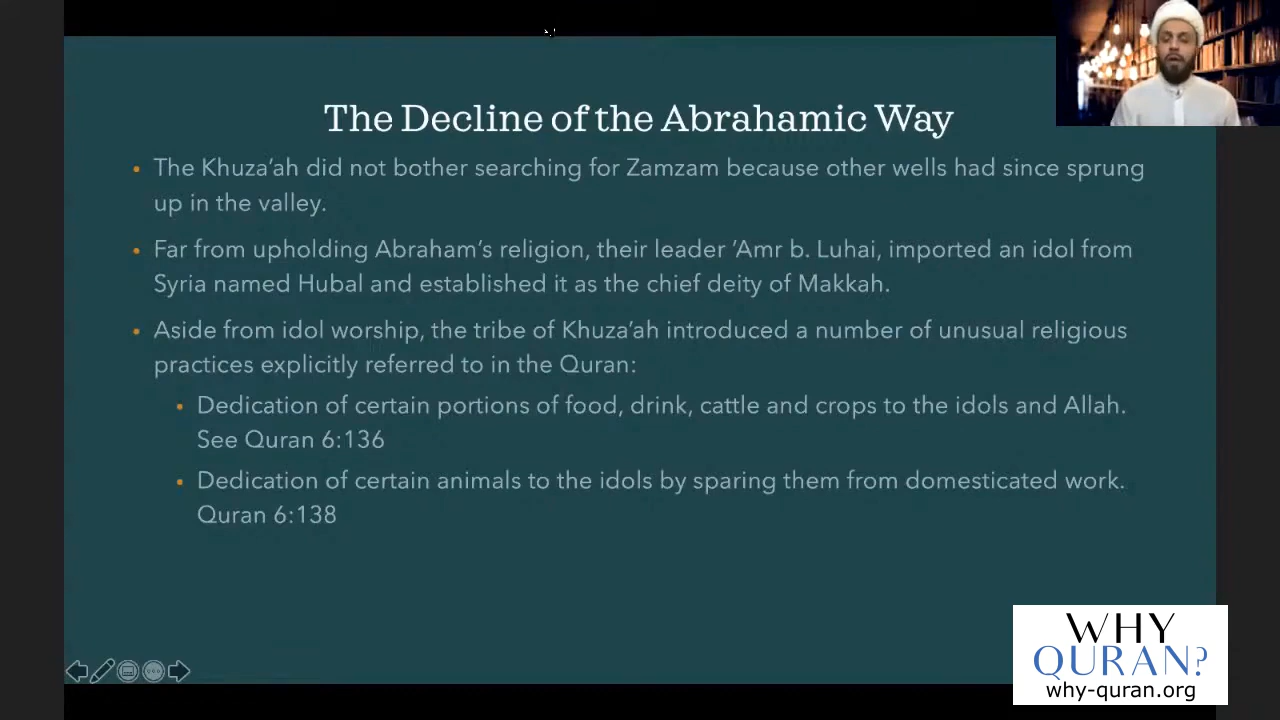 The Decline of the Abrahamic Way
• The Khuza’ah did not bother searching for Zamzam because other wells had since sprung
up in the valley.
• Far from upholding Abraham’s religion, their leader ’Amr b. Luhai, imported an idol from
Syria named Hubal and established it as the chief deity of Makkah.
• Aside from idol worship, the tribe of Khuza’ah introduced a number of unusual religious
practices explicitly referred to in the Quran:
• Dedication of certain portions of food, drink, cattle and crops to the idols and Allah.
See Quran 6:136
• Dedication of certain animals to the idols by sparing them from domesticated work.
Quran 6:138
WHY
QURAN?
why-quran.org